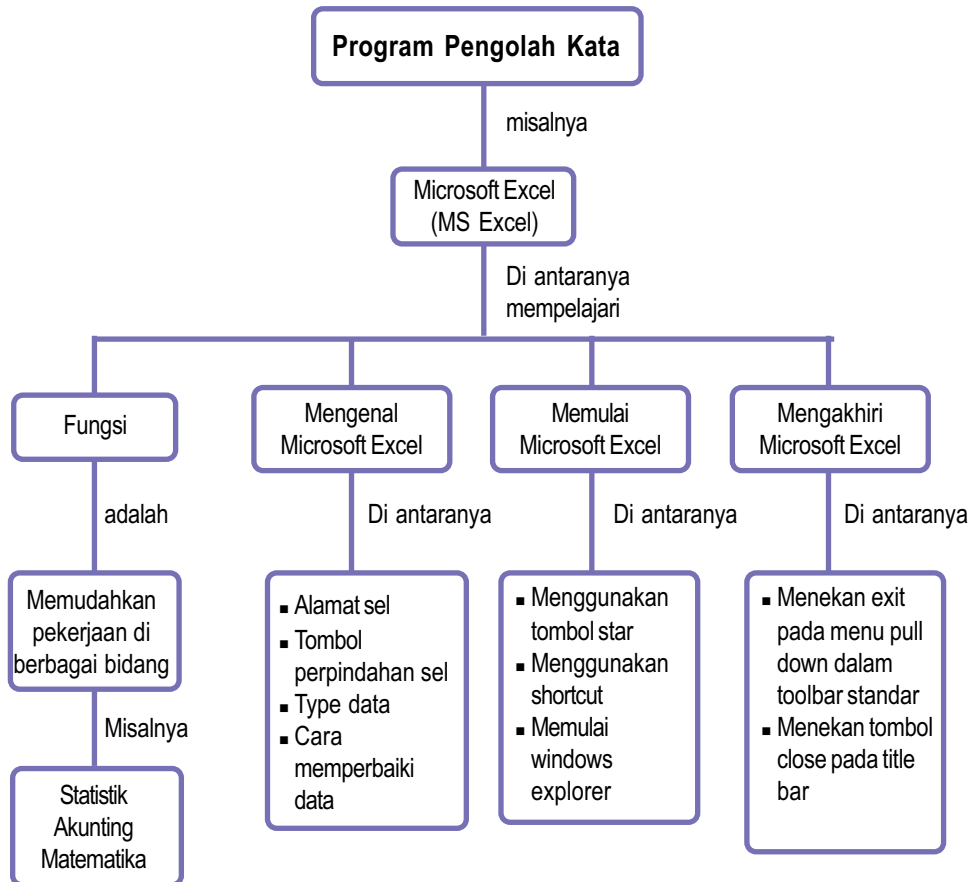 Program Pengolah Kata
misalnya
Microsoft Excel
(MS Excel)
Di antaranya
mempelajari
Fungsi
adalah
Memudahkan
pekerjaan di
berbagai bidang
Misalnya
Statistik
Akunting
Matematika
Mengenal
Microsoft Excel
Di antaranya
▪ Alamat sel
▪ Tombol
perpindahan sel
▪ Type data
▪ Cara
memperbaiki
data
Memulai
Microsoft Excel
Di antaranya
▪ Menggunakan
tombol star
▪ Menggunakan
shortcut
▪ Memulai
windows
explorer
Mengakhiri
Microsoft Excel
Di antaranya
▪ Menekan exit
pada menu pull
down dalam
toolbar standar
▪ Menekan tombol
close pada title
bar